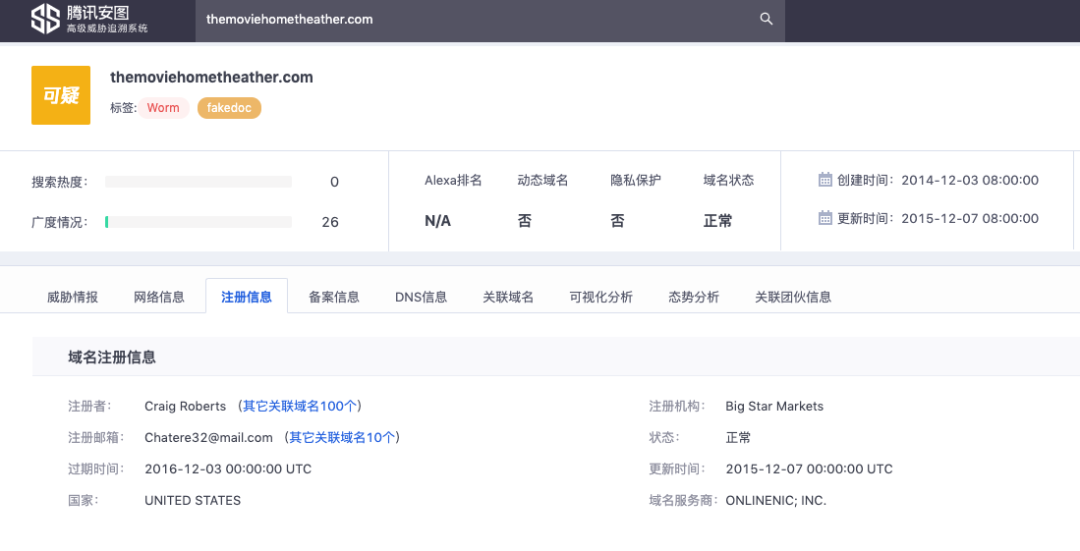 腾讯安图
高级威胁追溯系统
themoviehometheather.com
可疑
themoviehometheather.com
标签: Worm fakedoc
搜索热度： 0
广度情况： 26
Alexa排名 动态域名 隐私保护 域名状态
N/A 否 否 正常
创建时间：2014-12-03 08:00:00
更新时间：2015-12-07 08:00:00
威胁情报 网络信息 注册信息 备案信息 DNS信息 关联域名 可视化分析 态势分析 关联团伙信息
域名注册信息
注册者： Craig Roberts （其它关联域名100个） 注册机构： Big Star Markets
注册邮箱： Chatere32@mail.com （其它关联域名10个） 状态： 正常
过期时间： 2016-12-03 00:00:00 UTC 更新时间： 2015-12-07 00:00:00 UTC
国家： UNITED STATES 域名服务商： ONLINENIC; INC.